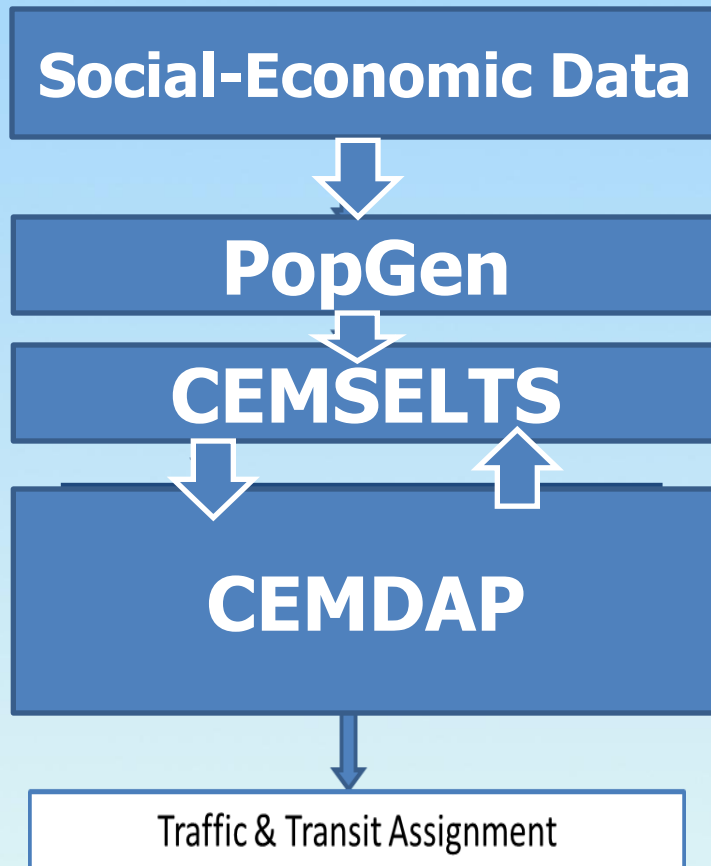 Social-Economic Data
PopGen
CEMSELTS
CEMDAP
Traffic & Transit Assignment